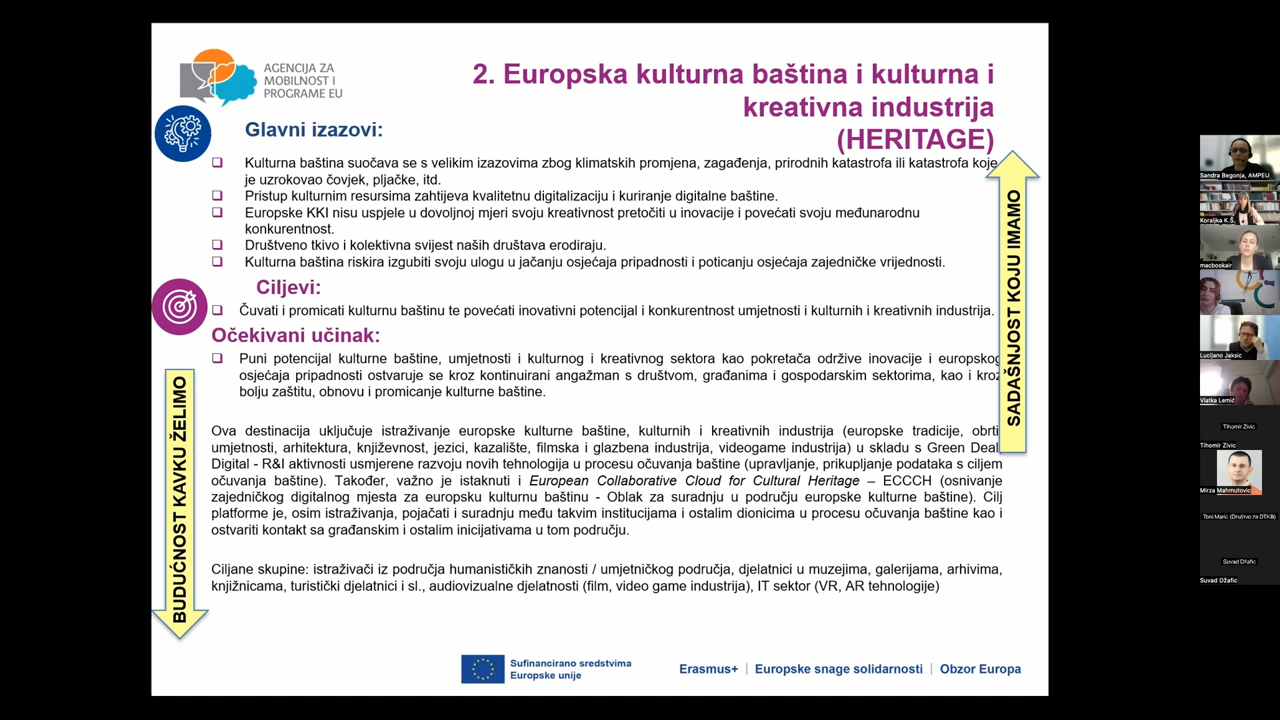 AGENCIJA ZA
MOBILNOST I
PROGRAME EU
2. Europska kulturna baština i kulturna i
kreativna industrija
(HERITAGE)
Glavni izazovi:
Kulturna baština suočava se s velikim izazovima zbog klimatskih promjena, zagađenja, prirodnih katastrofa ili katastrofa koje
je uzrokovao čovjek, pljačke, itd.
Pristup kulturnim resursima zahtijeva kvalitetnu digitalizaciju i kuriranje digitalne baštine.
Europske KKI nisu uspjele u dovoljnoj mjeri svoju kreativnost pretočiti u inovacije i povećati svoju međunarodnu
konkurentnost.
Društveno tkivo i kolektivna svijest naših društava erodiraju.
Kulturna baština riskira izgubiti svoju ulogu u jačanju osjećaja pripadnosti i poticanju osjećaja zajedničke vrijednosti.
Ciljevi:
Čuvati i promicati kulturnu baštinu te povećati inovativni potencijal i konkurentnost umjetnosti i kulturnih i kreativnih industrija.
Očekivani učinak:
Puni potencijal kulturne baštine, umjetnosti i kulturnog i kreativnog sektora kao pokretača održive inovacije i europskog
osjećaja pripadnosti ostvaruje se kroz kontinuirani angažman s društvom, građanima i gospodarskim sektorima, kao i kroz
bolju zaštitu, obnovu i promicanje kulturne baštine.
Ova destinacija uključuje istraživanje europske kulturne baštine, kulturnih i kreativnih industrija (europske tradicije, obrti,
umjetnosti, arhitektura, književnost, jezici, kazalište, filmska i glazbena industrija, videogame industrija) u skladu s Green Deal,
Digital - R&I aktivnosti usmjerene razvoju novih tehnologija u procesu očuvanja baštine (upravljanje, prikupljanje podataka s ciljem
očuvanja baštine). Također, važno je istaknuti i European Collaborative Cloud for Cultural Heritage – ECCCH (osnivanje
zajedničkog digitalnog mjesta za europsku kulturnu baštinu - Oblak za suradnju u području europske kulturne baštine). Cilj
platforme je, osim istraživanja, pojačati i suradnju među takvim institucijama i ostalim dionicima u procesu očuvanja baštine kao i
ostvariti kontakt sa građanskim i ostalim inicijativama u tom području.
Ciljane skupine: istraživači iz područja humanističkih znanosti / umjetničkog područja, djelatnici u muzejima, galerijama, arhivima,
knjižnicama, turistički djelatnici i sl., audiovizualne djelatnosti (film, video game industrija), IT sektor (VR, AR tehnologije)
BUDUĆNOST KAVKU ŽELIMO
SADAŠNJOST KOJU IMAMO
Sufinancirano sredstvima
Europske unije
Erasmus+ | Europske snage solidarnosti | Obzor Europa
Sandra Begonja, AMPEU
Koraljka K.Š.
macbookair
Lucijano Jaksic
Vlatka Lemić
Tihomir Zivic
Tihomir Zivic
Mirza Mahmutovic
Toni Maric (Društvo za DTKB)
Suvad Džafic
Suvad Džafic